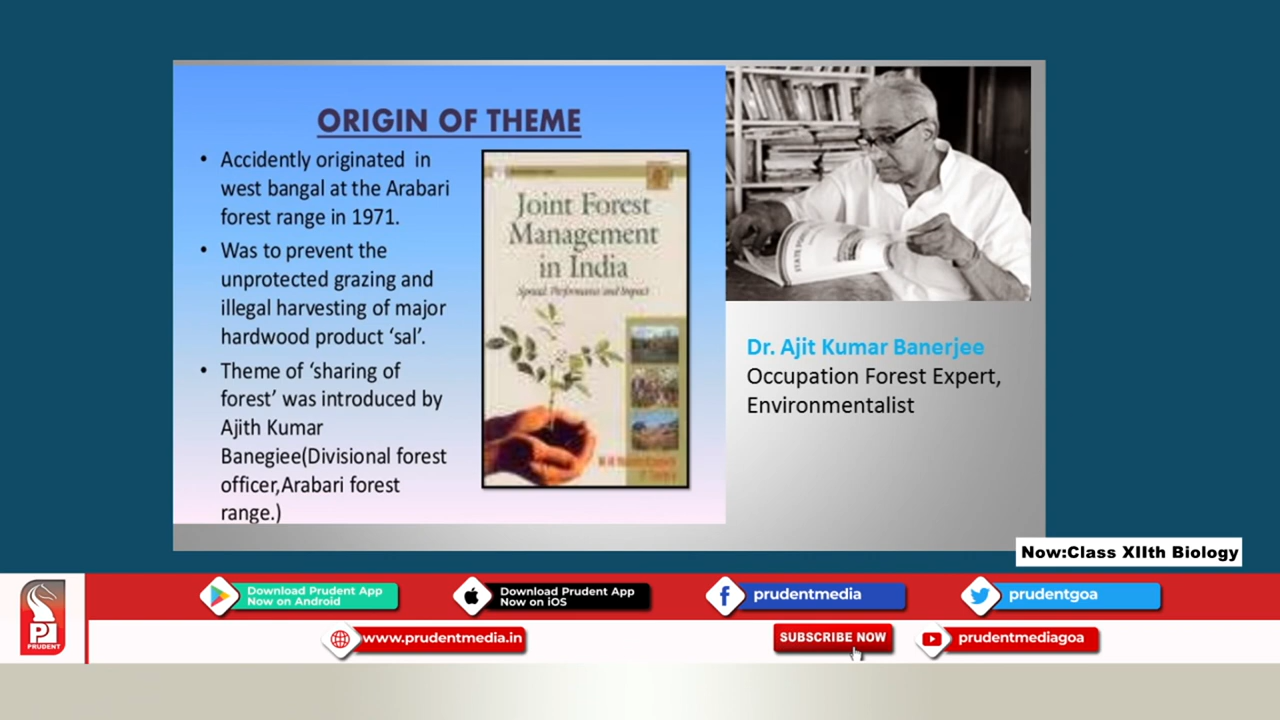 ORIGIN OF THEME
• Accidently originated in
west bangal at the Arabari
forest range in 1971.
• Was to prevent the
unprotected grazing and
illegal harvesting of major
hardwood product ‘sal’.
• Theme of ‘sharing of
forest’ was introduced by
Ajith Kumar
Banegiee(Divisional forest
officer,Arabari forest
range.)
Joint Forest
Management
in India
Spread, Performance and Impact
Dr. Ajit Kumar Banerjee
Occupation Forest Expert,
Environmentalist
Now:Class XIIth Biology
PRUDENT
Download Prudent App
Now on Android
Download Prudent App
Now on iOS
prudentmedia
prudentgoa
www.prudentmedia.in
SUBSCRIBE NOW
prudentmediagoa